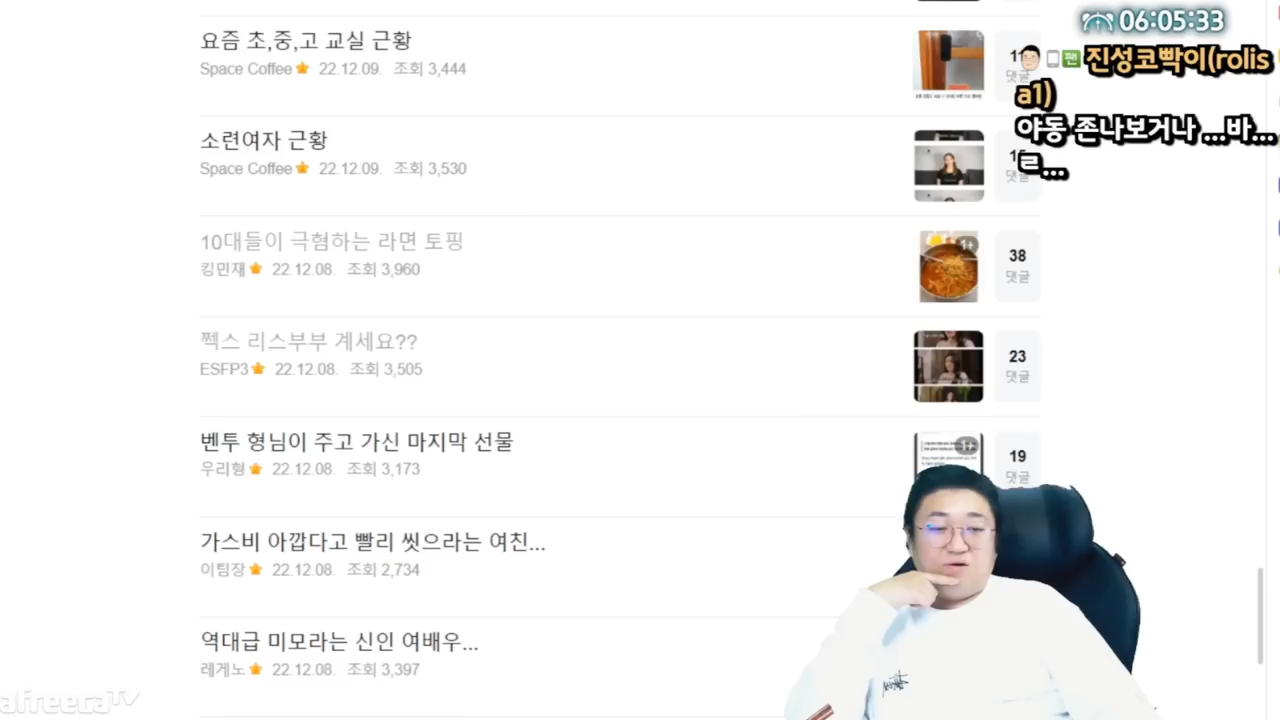 06:05:33
요즘 초,중,고 교실 근황
Space Coffee 22.12.09. 조회 3,444
댓글
팬 진성코빡이(rolis
a1)
야동 존나보거나 ...바...
ㄹ...
소련여자 근황
Space Coffee 22.12.09. 조회 3,530
댓글
10대들이 극혐하는 라면 토핑
킹민재 22.12.08. 조회 3,960
1+
38
댓글
쩩스 리스부부 계세요??
ESFP3 22.12.08. 조회 3,505
23
댓글
벤투 형님이 주고 가신 마지막 선물
우리형 22.12.08. 조회 3,173
19
댓글
가스비 아깝다고 빨리 씻으라는 여친...
이팀장 22.12.08. 조회 2,734
역대급 미모라는 신인 여배우...
레게노 22.12.08. 조회 3,397
afreecaTV